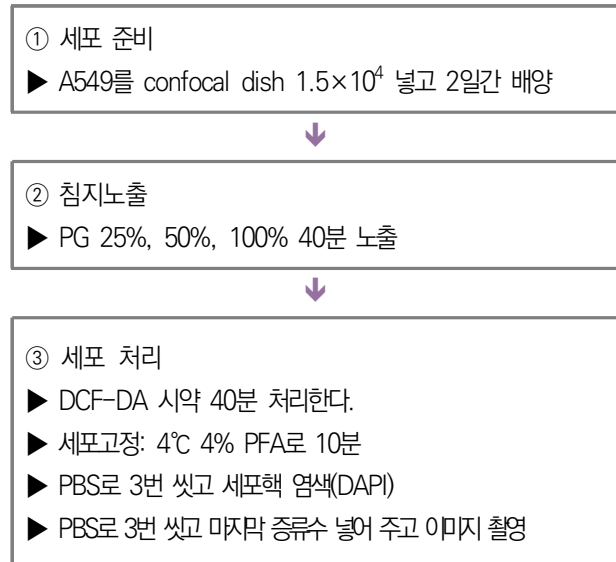 ① 세포 준비
▶ A549를 confocal dish 1.5×10⁴ 넣고 2일간 배양
② 침지노출
▶ PG 25%, 50%, 100% 40분 노출
③ 세포 처리
▶ DCF-DA 시약 40분 처리한다.
▶ 세포고정: 4℃ 4% PFA로 10분
▶ PBS로 3번 씻고 세포핵 염색(DAPI)
▶ PBS로 3번 씻고 마지막 증류수 넣어 주고 이미지 촬영